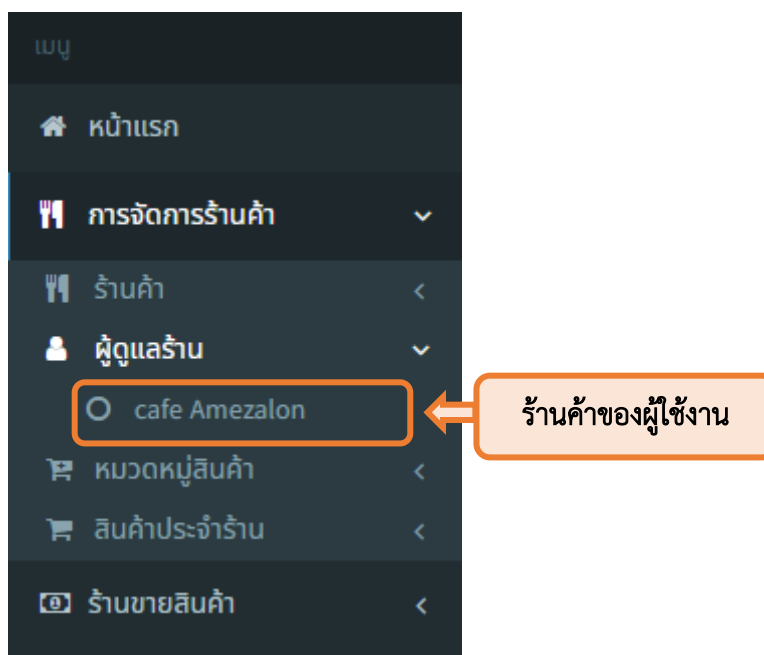 เมนู
หน้าแรก
การจัดการร้านค้า
ร้านค้า
ผู้ดูแลร้าน
cafe Amezalon
ร้านค้าของผู้ใช้งาน
หมวดหมู่สินค้า
สินค้าประจำร้าน
ร้านขายสินค้า